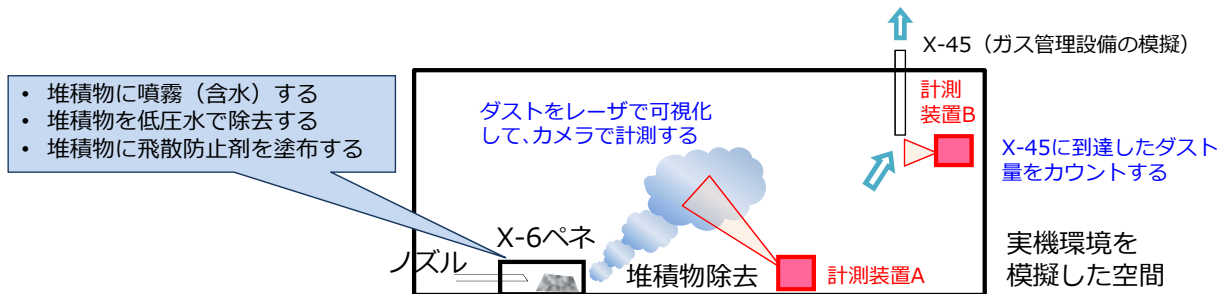 X-45（ガス管理設備の模擬）
• 堆積物に噴霧（含水）する
• 堆積物を低圧水で除去する
• 堆積物に飛散防止剤を塗布する
ダストをレーザで可視化
して、カメラで計測する
計測
装置B
X-45に到達したダスト
量をカウントする
X-6ペネ
ノズル
堆積物除去
計測装置A
実機環境を
模擬した空間